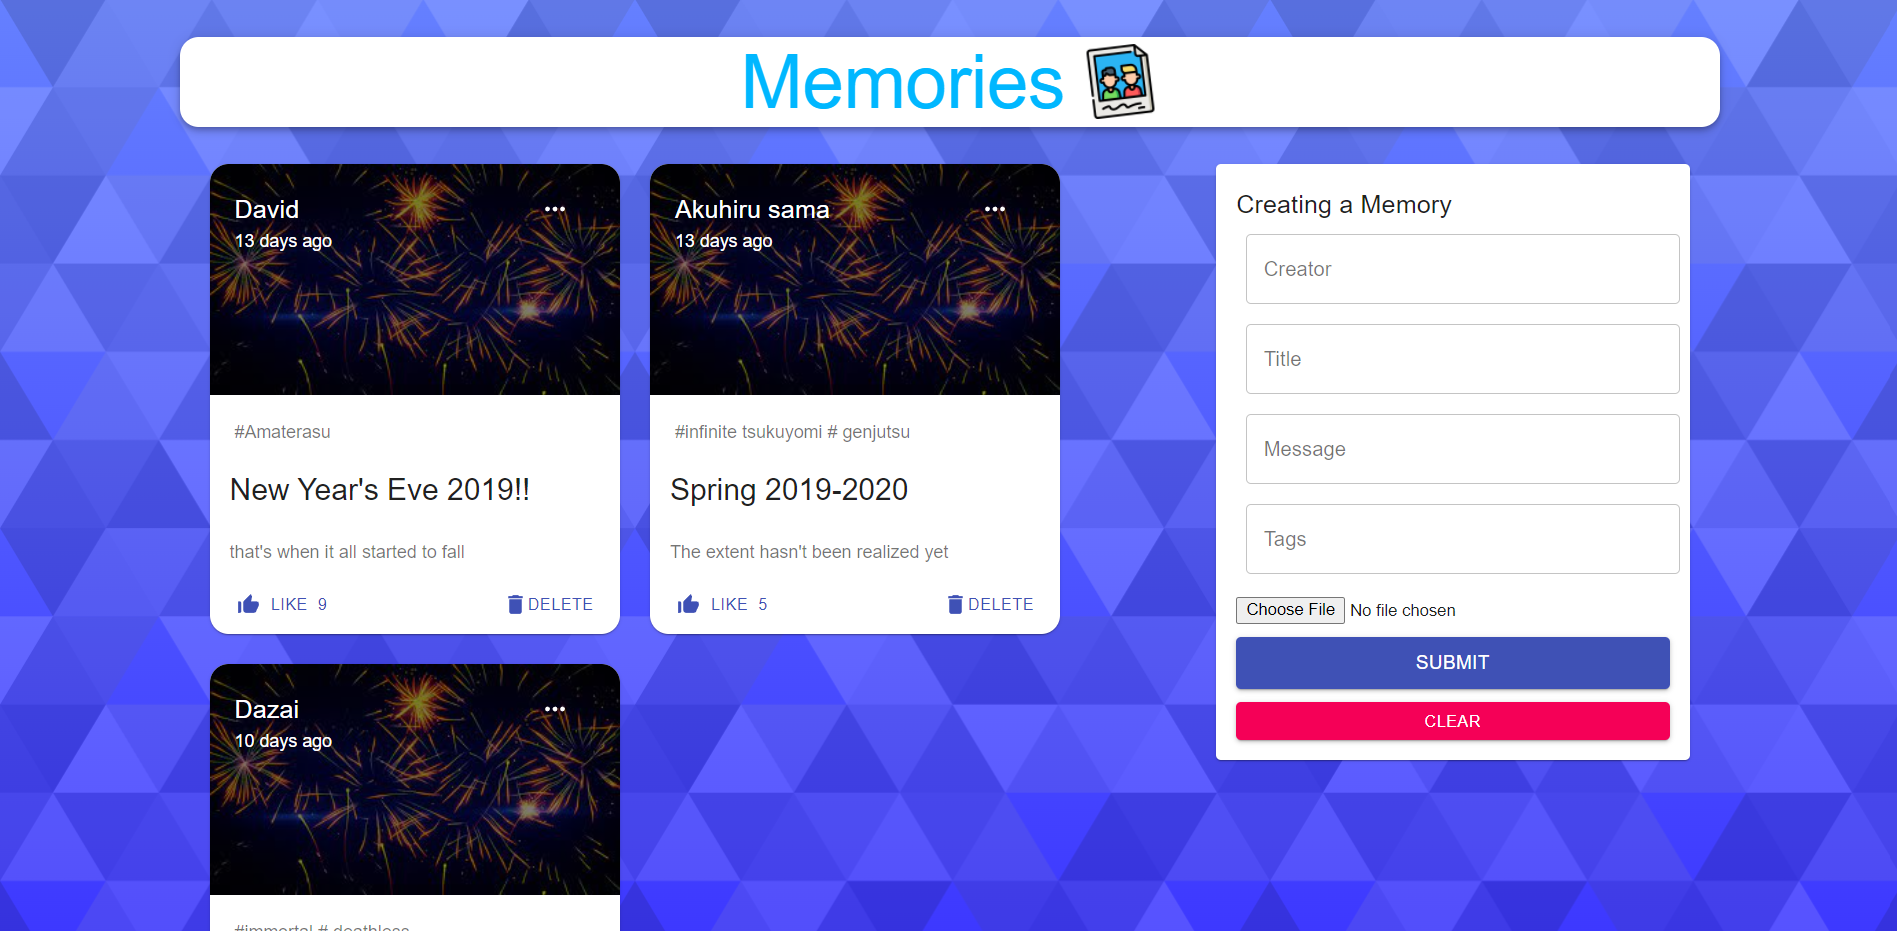 Memories
David
13 days ago
#Amaterasu
New Year's Eve 2019!!
that's when it all started to fall
LIKE 9
DELETE
Akuhiru sama
13 days ago
#infinite tsukuyomi # genjutsu
Spring 2019-2020
The extent hasn't been realized yet
LIKE 5
DELETE
Dazai
10 days ago
#immortal # deathless
Creating a Memory
Creator
Title
Message
Tags
Choose File No file chosen
SUBMIT
CLEAR